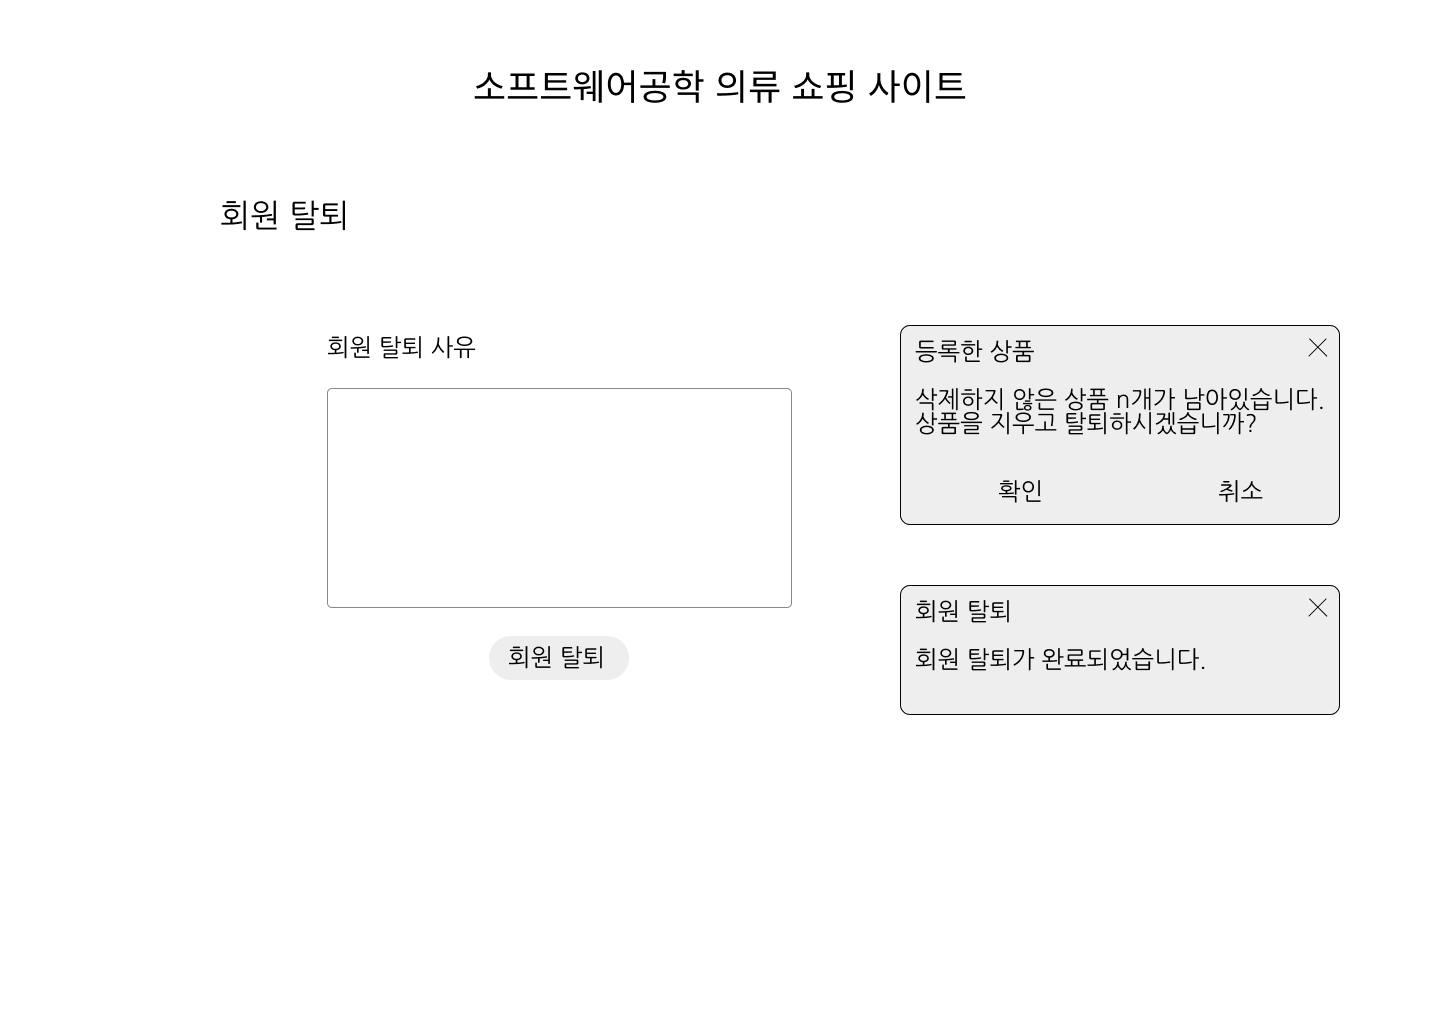 소프트웨어공학 의류 쇼핑 사이트
회원 탈퇴
회원 탈퇴 사유
회원 탈퇴
등록한 상품
삭제하지 않은 상품 n개가 남아있습니다.
상품을 지우고 탈퇴하시겠습니까?
확인 취소
회원 탈퇴
회원 탈퇴가 완료되었습니다.